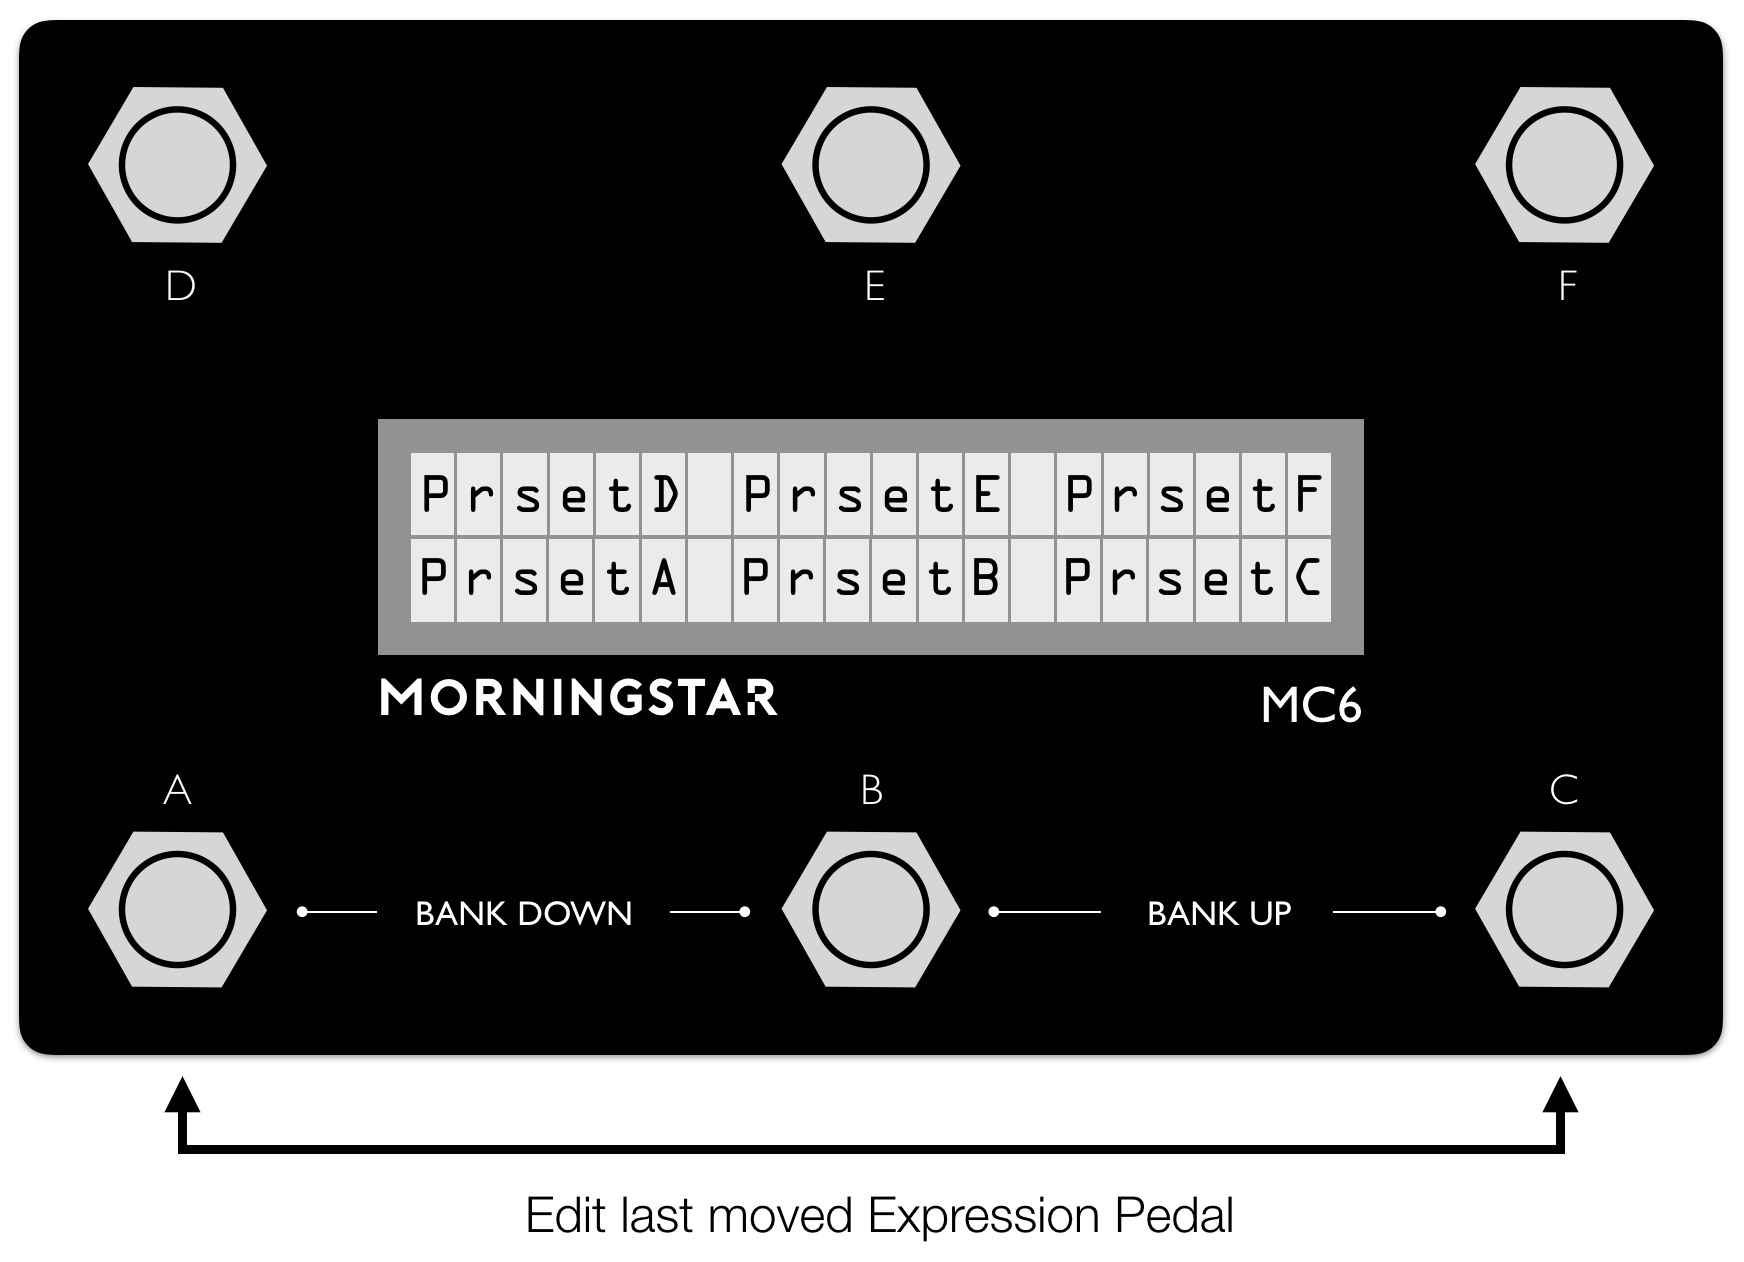 D E F
PrsetD PrsetE PrsetF
PrsetA PrsetB PrsetC
MORNINGSTAR MC6
A B C
BANK DOWN BANK UP
Edit last moved Expression Pedal